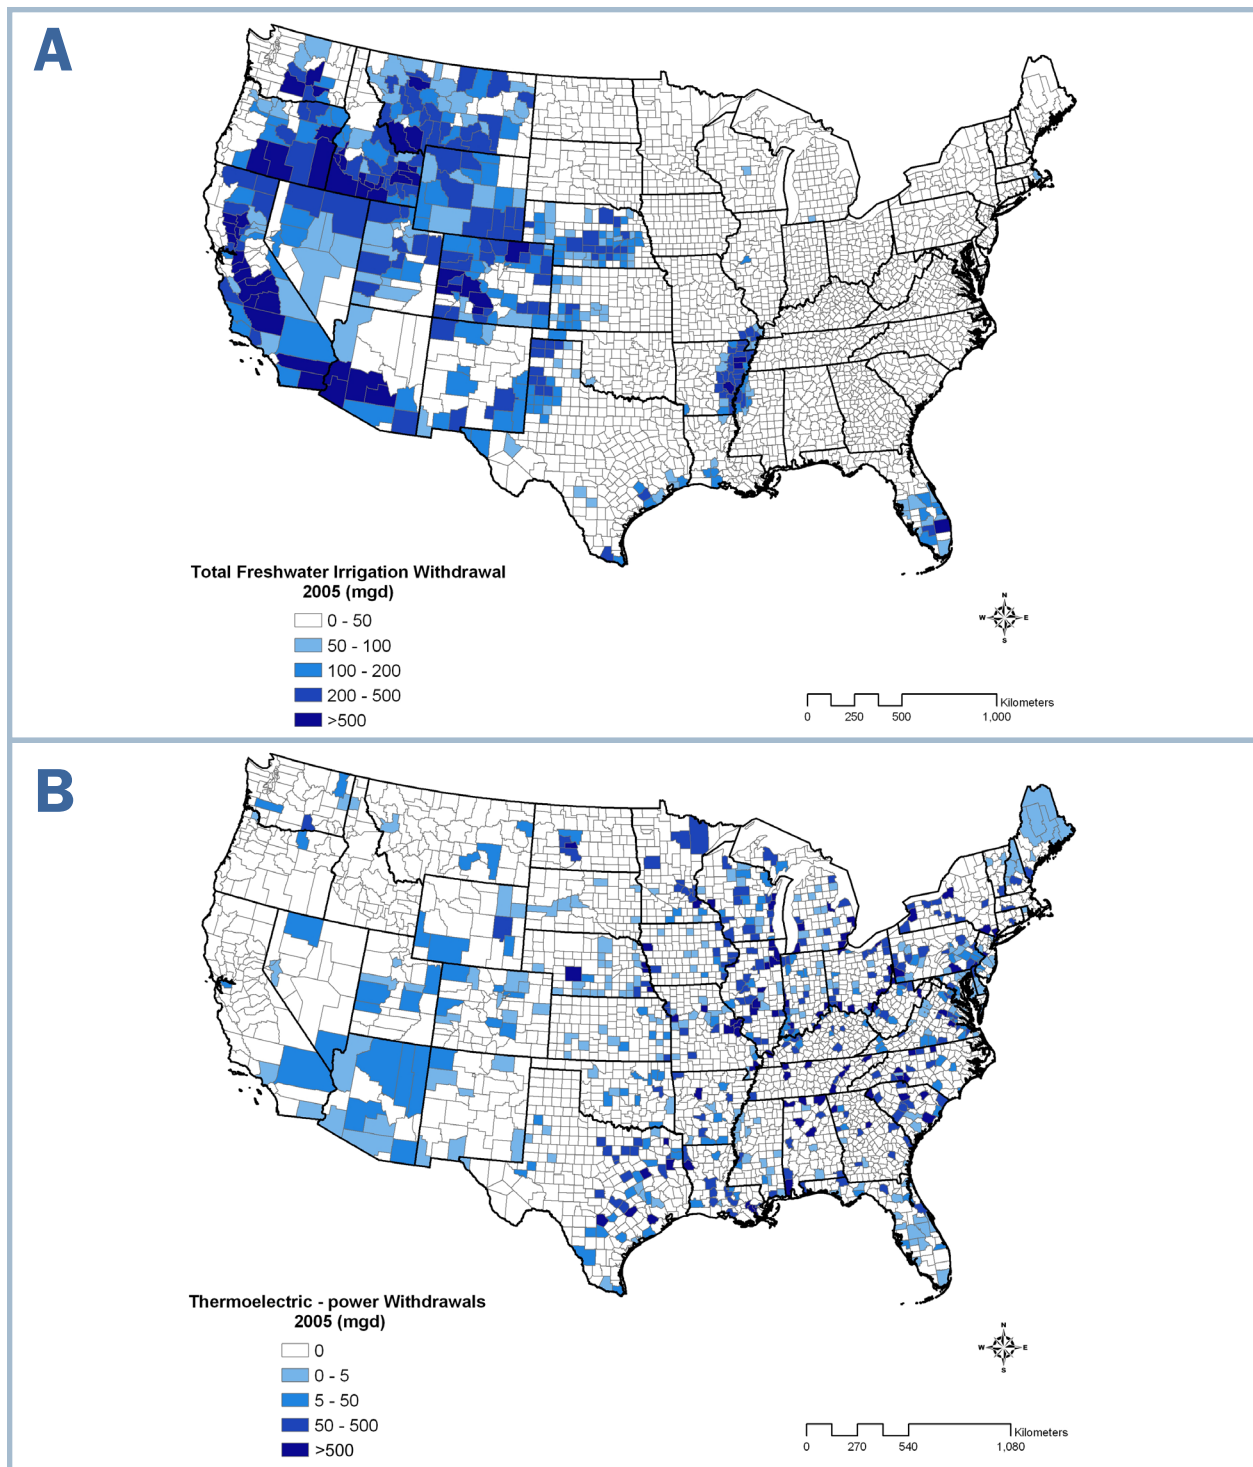 A
Total Freshwater Irrigation Withdrawal
2005 (mgd)
0 - 50
50 - 100
100 - 200
200 - 500
>500
N
W E
S
Kilometers
0 250 500 1,000
B
Thermoelectric - power Withdrawals
2005 (mgd)
0
0 - 5
5 - 50
50 - 500
>500
N
W E
S
Kilometers
0 270 540 1,080